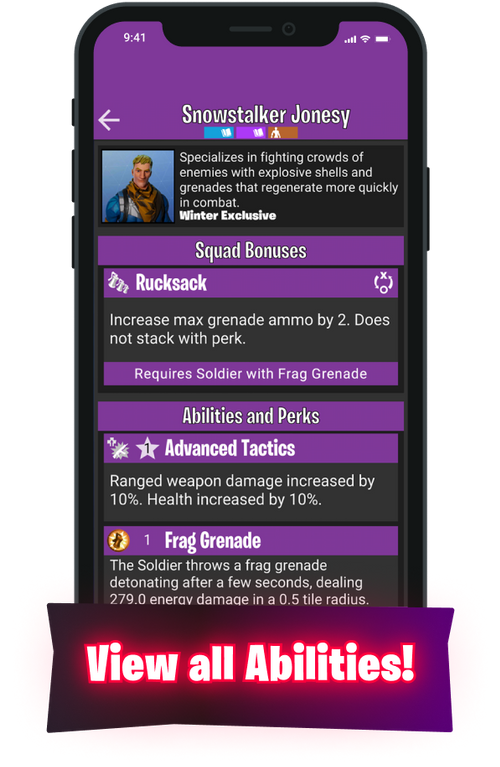 9:41
Snowstalker Jonesy
Specializes in fighting crowds of
enemies with explosive shells and
grenades that regenerate more quickly
in combat.
Winter Exclusive
Squad Bonuses
Rucksack
Increase max grenade ammo by 2. Does
not stack with perk.
Requires Soldier with Frag Grenade
Abilities and Perks
1 Advanced Tactics
Ranged weapon damage increased by
10%. Health increased by 10%.
1 Frag Grenade
The Soldier throws a frag grenade
detonating after a few seconds, dealing
279.0 energy damage in a 0.5 tile radius.
View all Abilities!